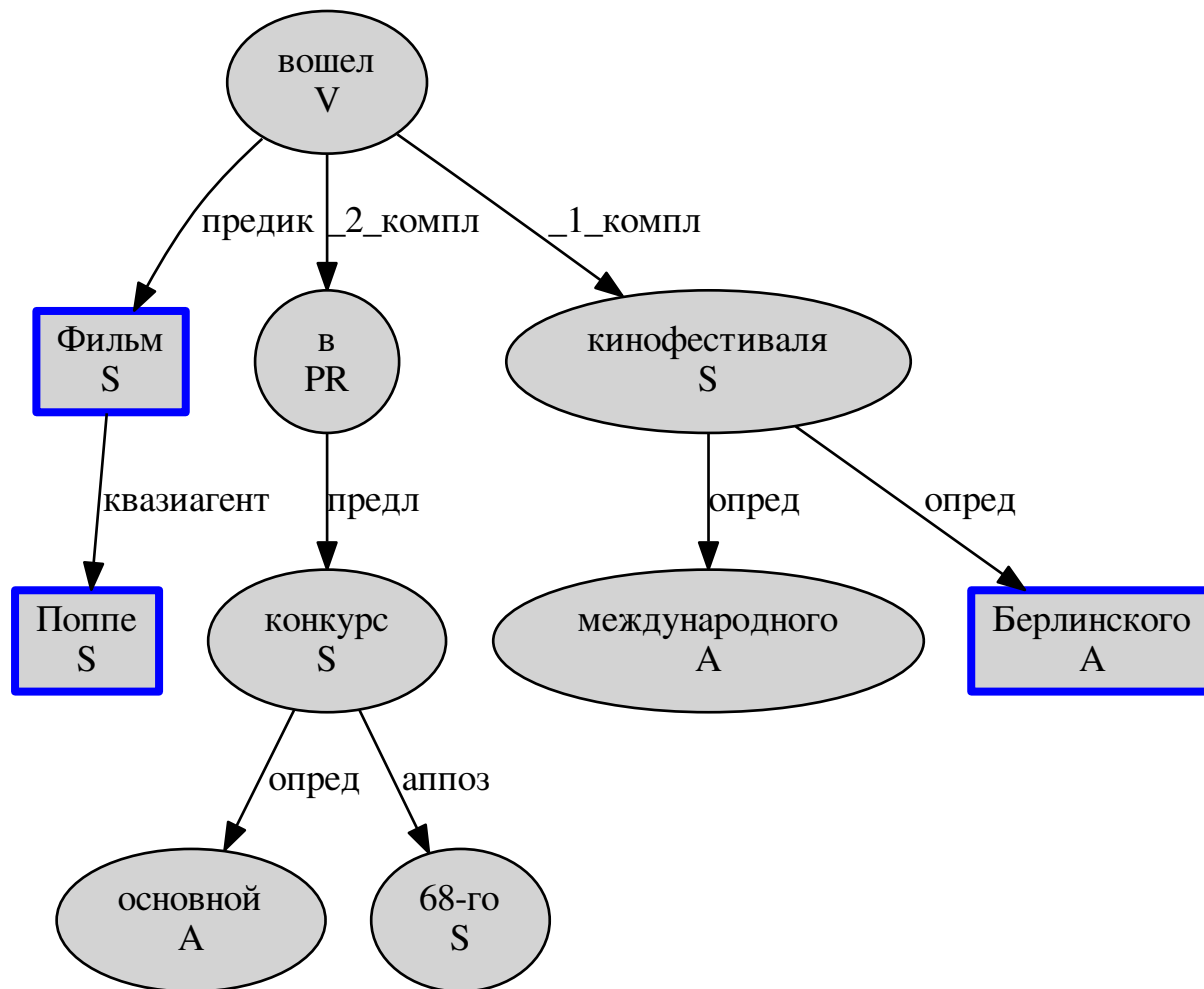 вошел
V
предик
_2_компл
_1_компл
Фильм
S
в
PR
кинофестиваля
S
квазиагент
предл
опред
опред
Поппе
S
конкурс
S
международного
A
Берлинского
A
опред
аппоз
основной
A
68-го
S